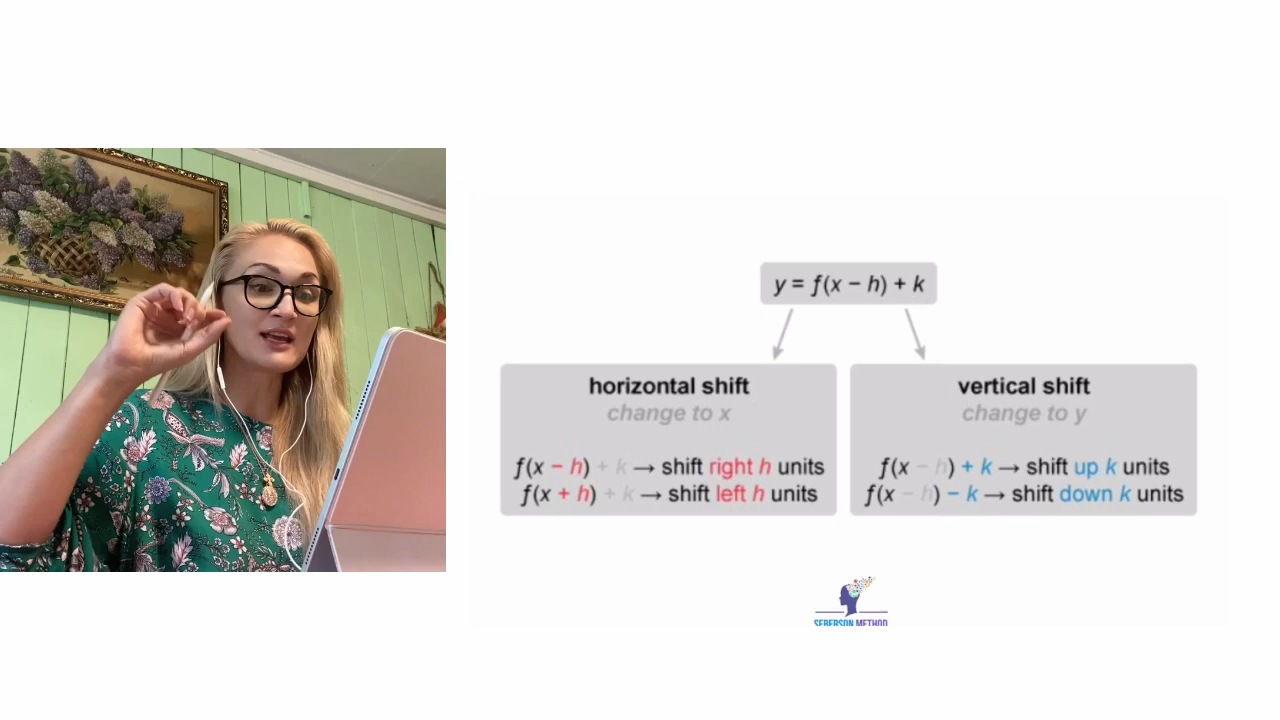 y = f(x − h) + k
horizontal shift
change to x
f(x − h) + k → shift right h units
f(x + h) + k → shift left h units
vertical shift
change to y
f(x − h) + k → shift up k units
f(x − h) − k → shift down k units
SEBERSON METHOD